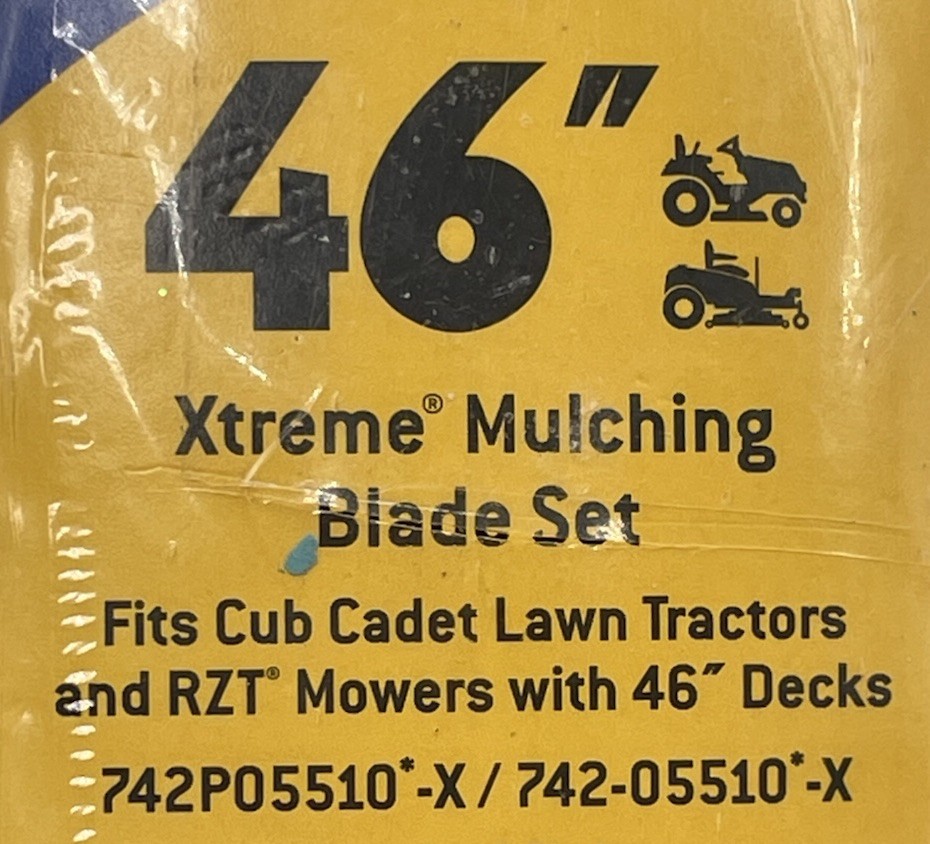 46"
Xtreme® Mulching
Blade Set
Fits Cub Cadet Lawn Tractors
and RZT® Mowers with 46" Decks
742P05510*-X / 742-05510*-X